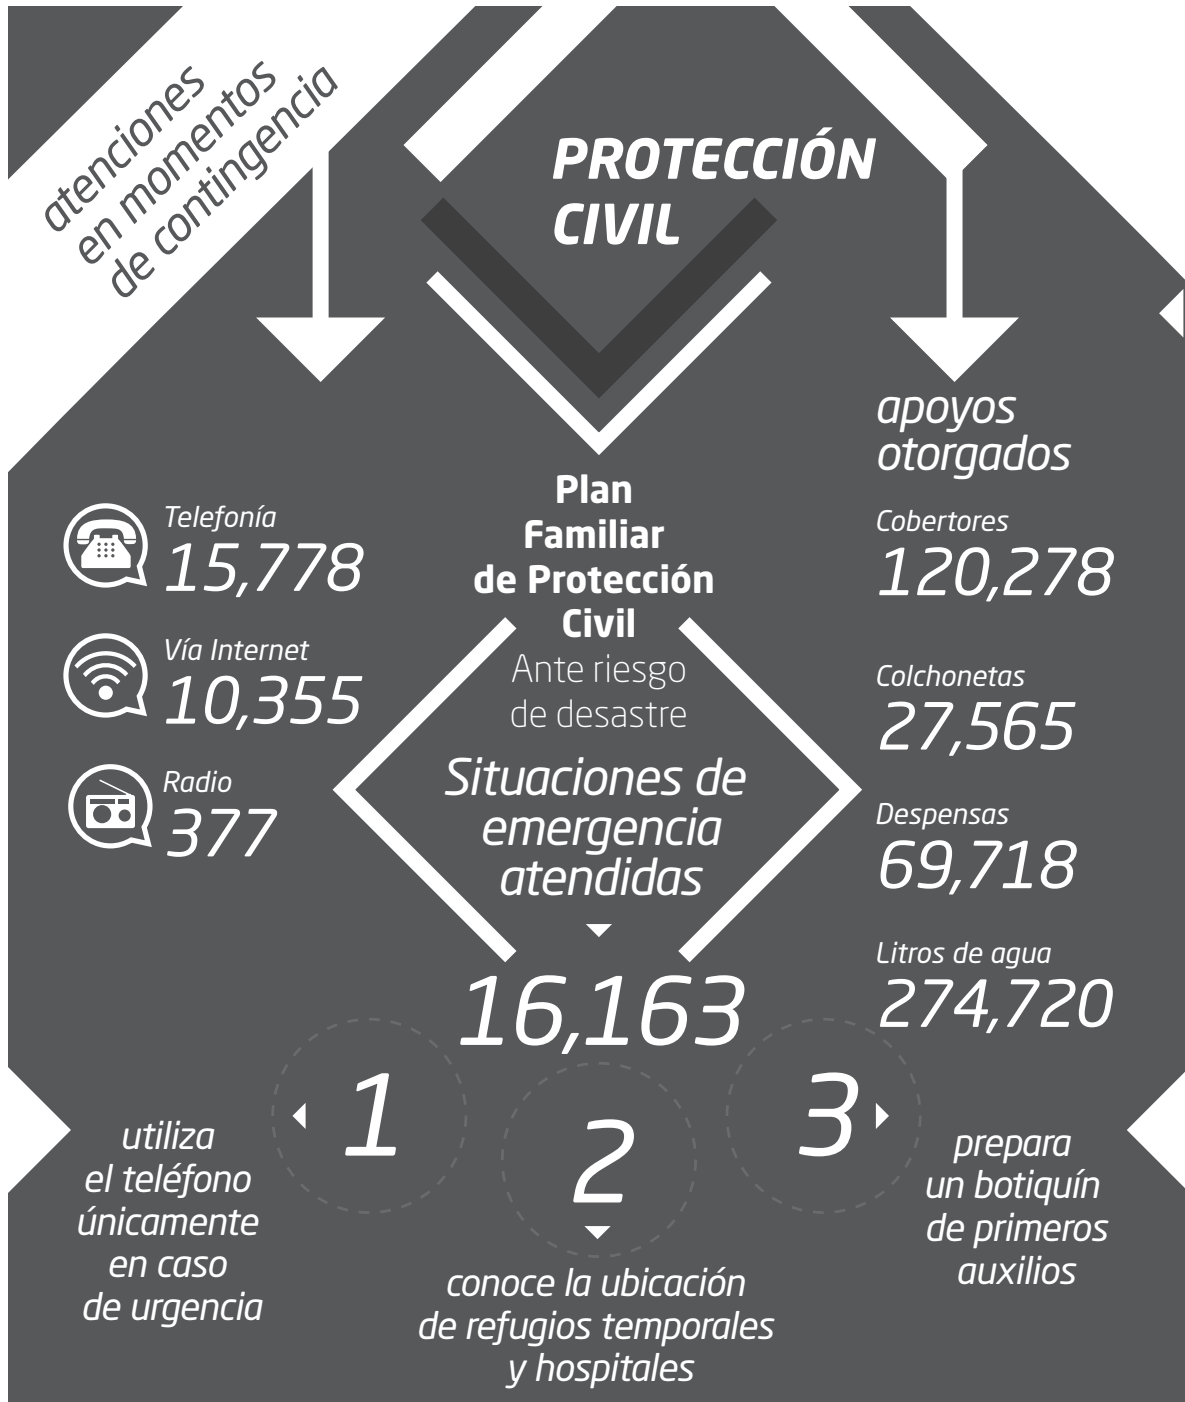 atenciones
en momentos
de contingencia
PROTECCIÓN
CIVIL
Telefonía
15,778
Vía Internet
10,355
Radio
377
Plan
Familiar
de Protección
Civil
Ante riesgo
de desastre
Situaciones de
emergencia
atendidas
16,163
apoyos
otorgados
Cobertores
120,278
Colchonetas
27,565
Despensas
69,718
Litros de agua
274,720
1
utiliza
el teléfono
únicamente
en caso
de urgencia
2
conoce la ubicación
de refugios temporales
y hospitales
3
prepara
un botiquín
de primeros
auxilios